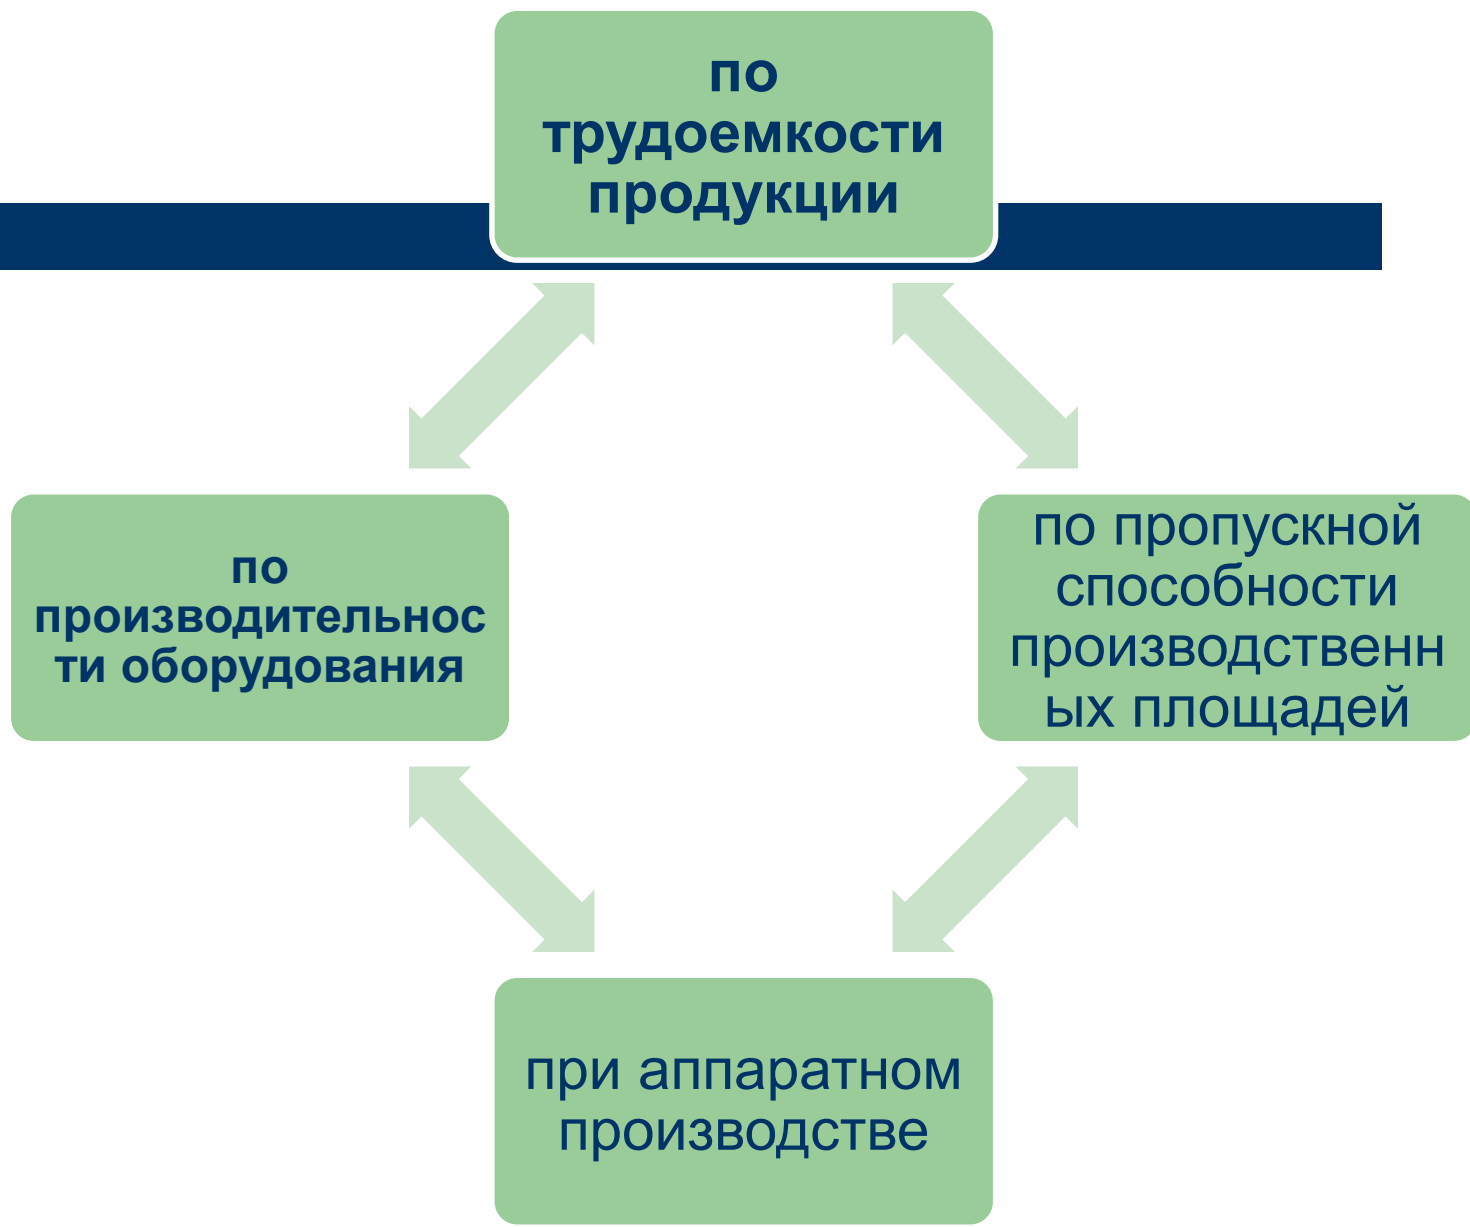 по
трудоемкости
продукции
по
производительнос
ти оборудования
по пропускной
способности
производственн
ых площадей
при аппаратном
производстве